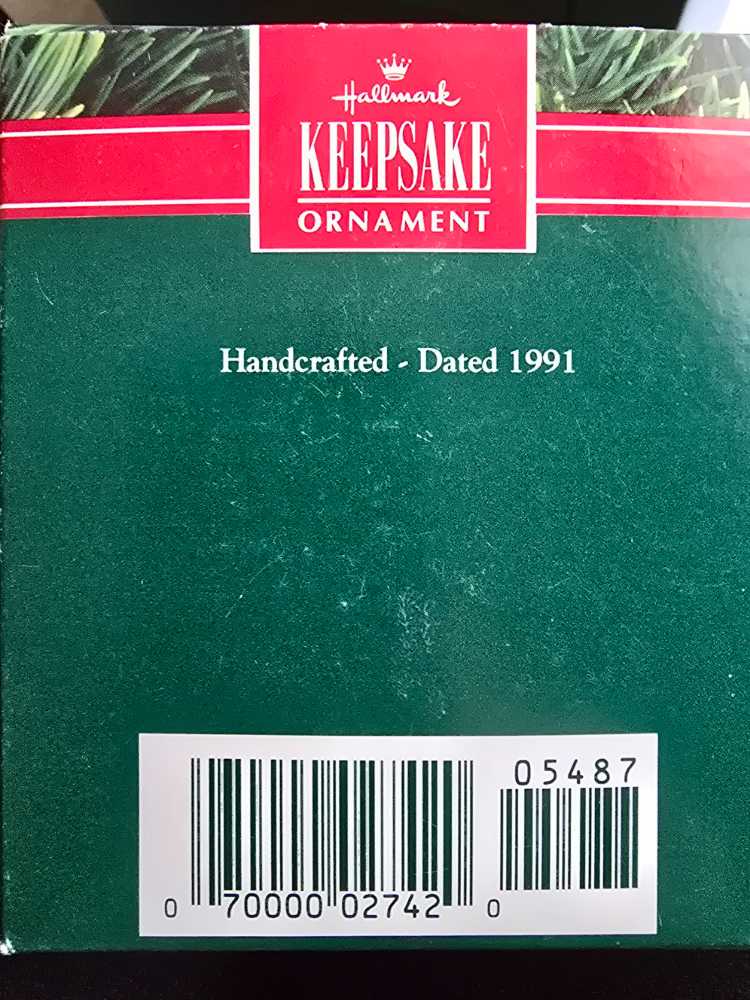 Hallmark
KEEPSAKE
ORNAMENT
Handcrafted - Dated 1991
05487
0 70000 02742 0